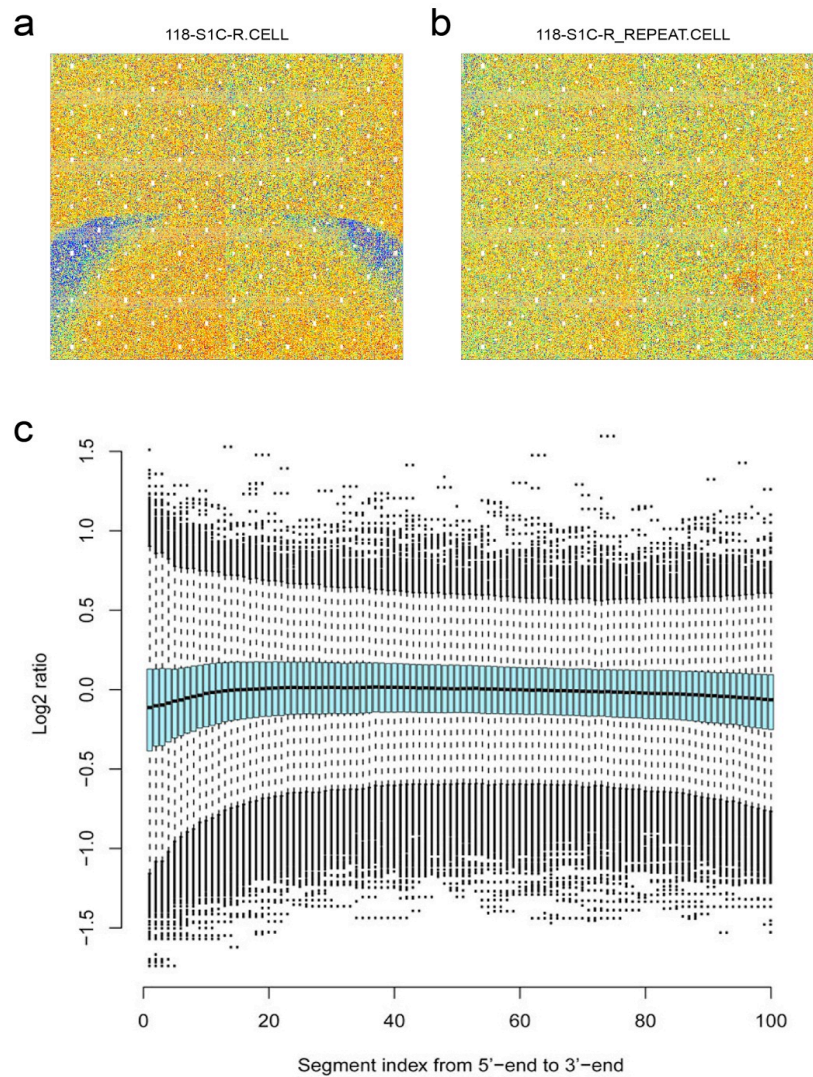 a
118-S1C-R.CELL
b
118-S1C-R_REPEAT.CELL
c
Log2 ratio
1.5
1.0
0.5
0.0
−0.5
−1.0
−1.5
0 20 40 60 80 100
Segment index from 5'−end to 3'−end